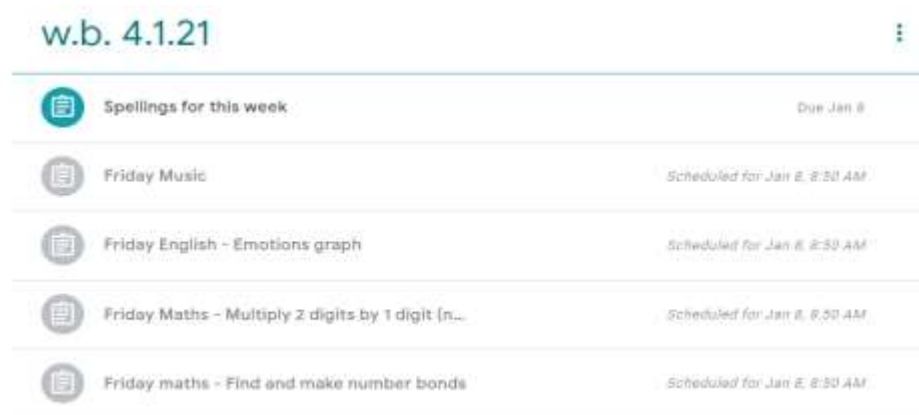 w.b. 4.1.21
Spellings for this week
Due Jan 8
Friday Music
Scheduled for Jan 8, 8:50 AM
Friday English - Emotions graph
Scheduled for Jan 8, 8:50 AM
Friday Maths - Multiply 2 digits by 1 digit (n...
Scheduled for Jan 8, 8:50 AM
Friday maths - Find and make number bonds
Scheduled for Jan 8, 8:50 AM